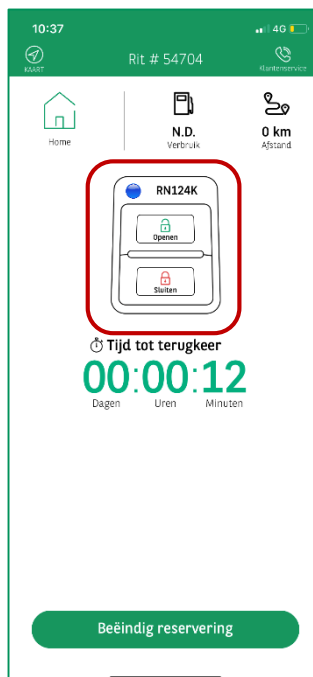 10:37
4G
KAART
Rit # 54704
Klantenservice
Home
N.D.
Verbruik
0 km
Afstand
RN124K
Openen
Sluiten
Tijd tot terugkeer
00:00:12
Dagen Uren Minuten
Beëindig reservering